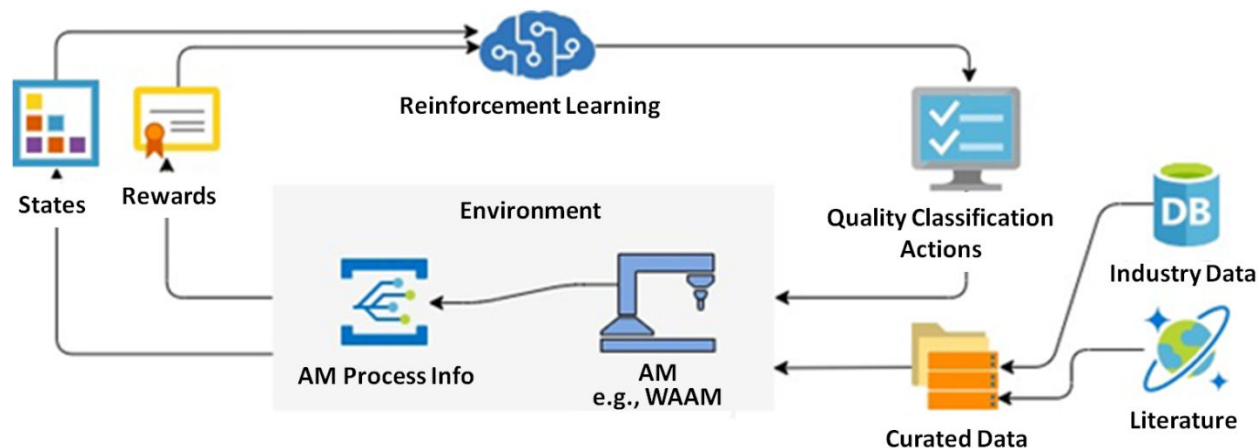 Reinforcement Learning
States
Rewards
Environment
Quality Classification
Actions
DB
Industry Data
AM Process Info
AM
e.g., WAAM
Curated Data
Literature